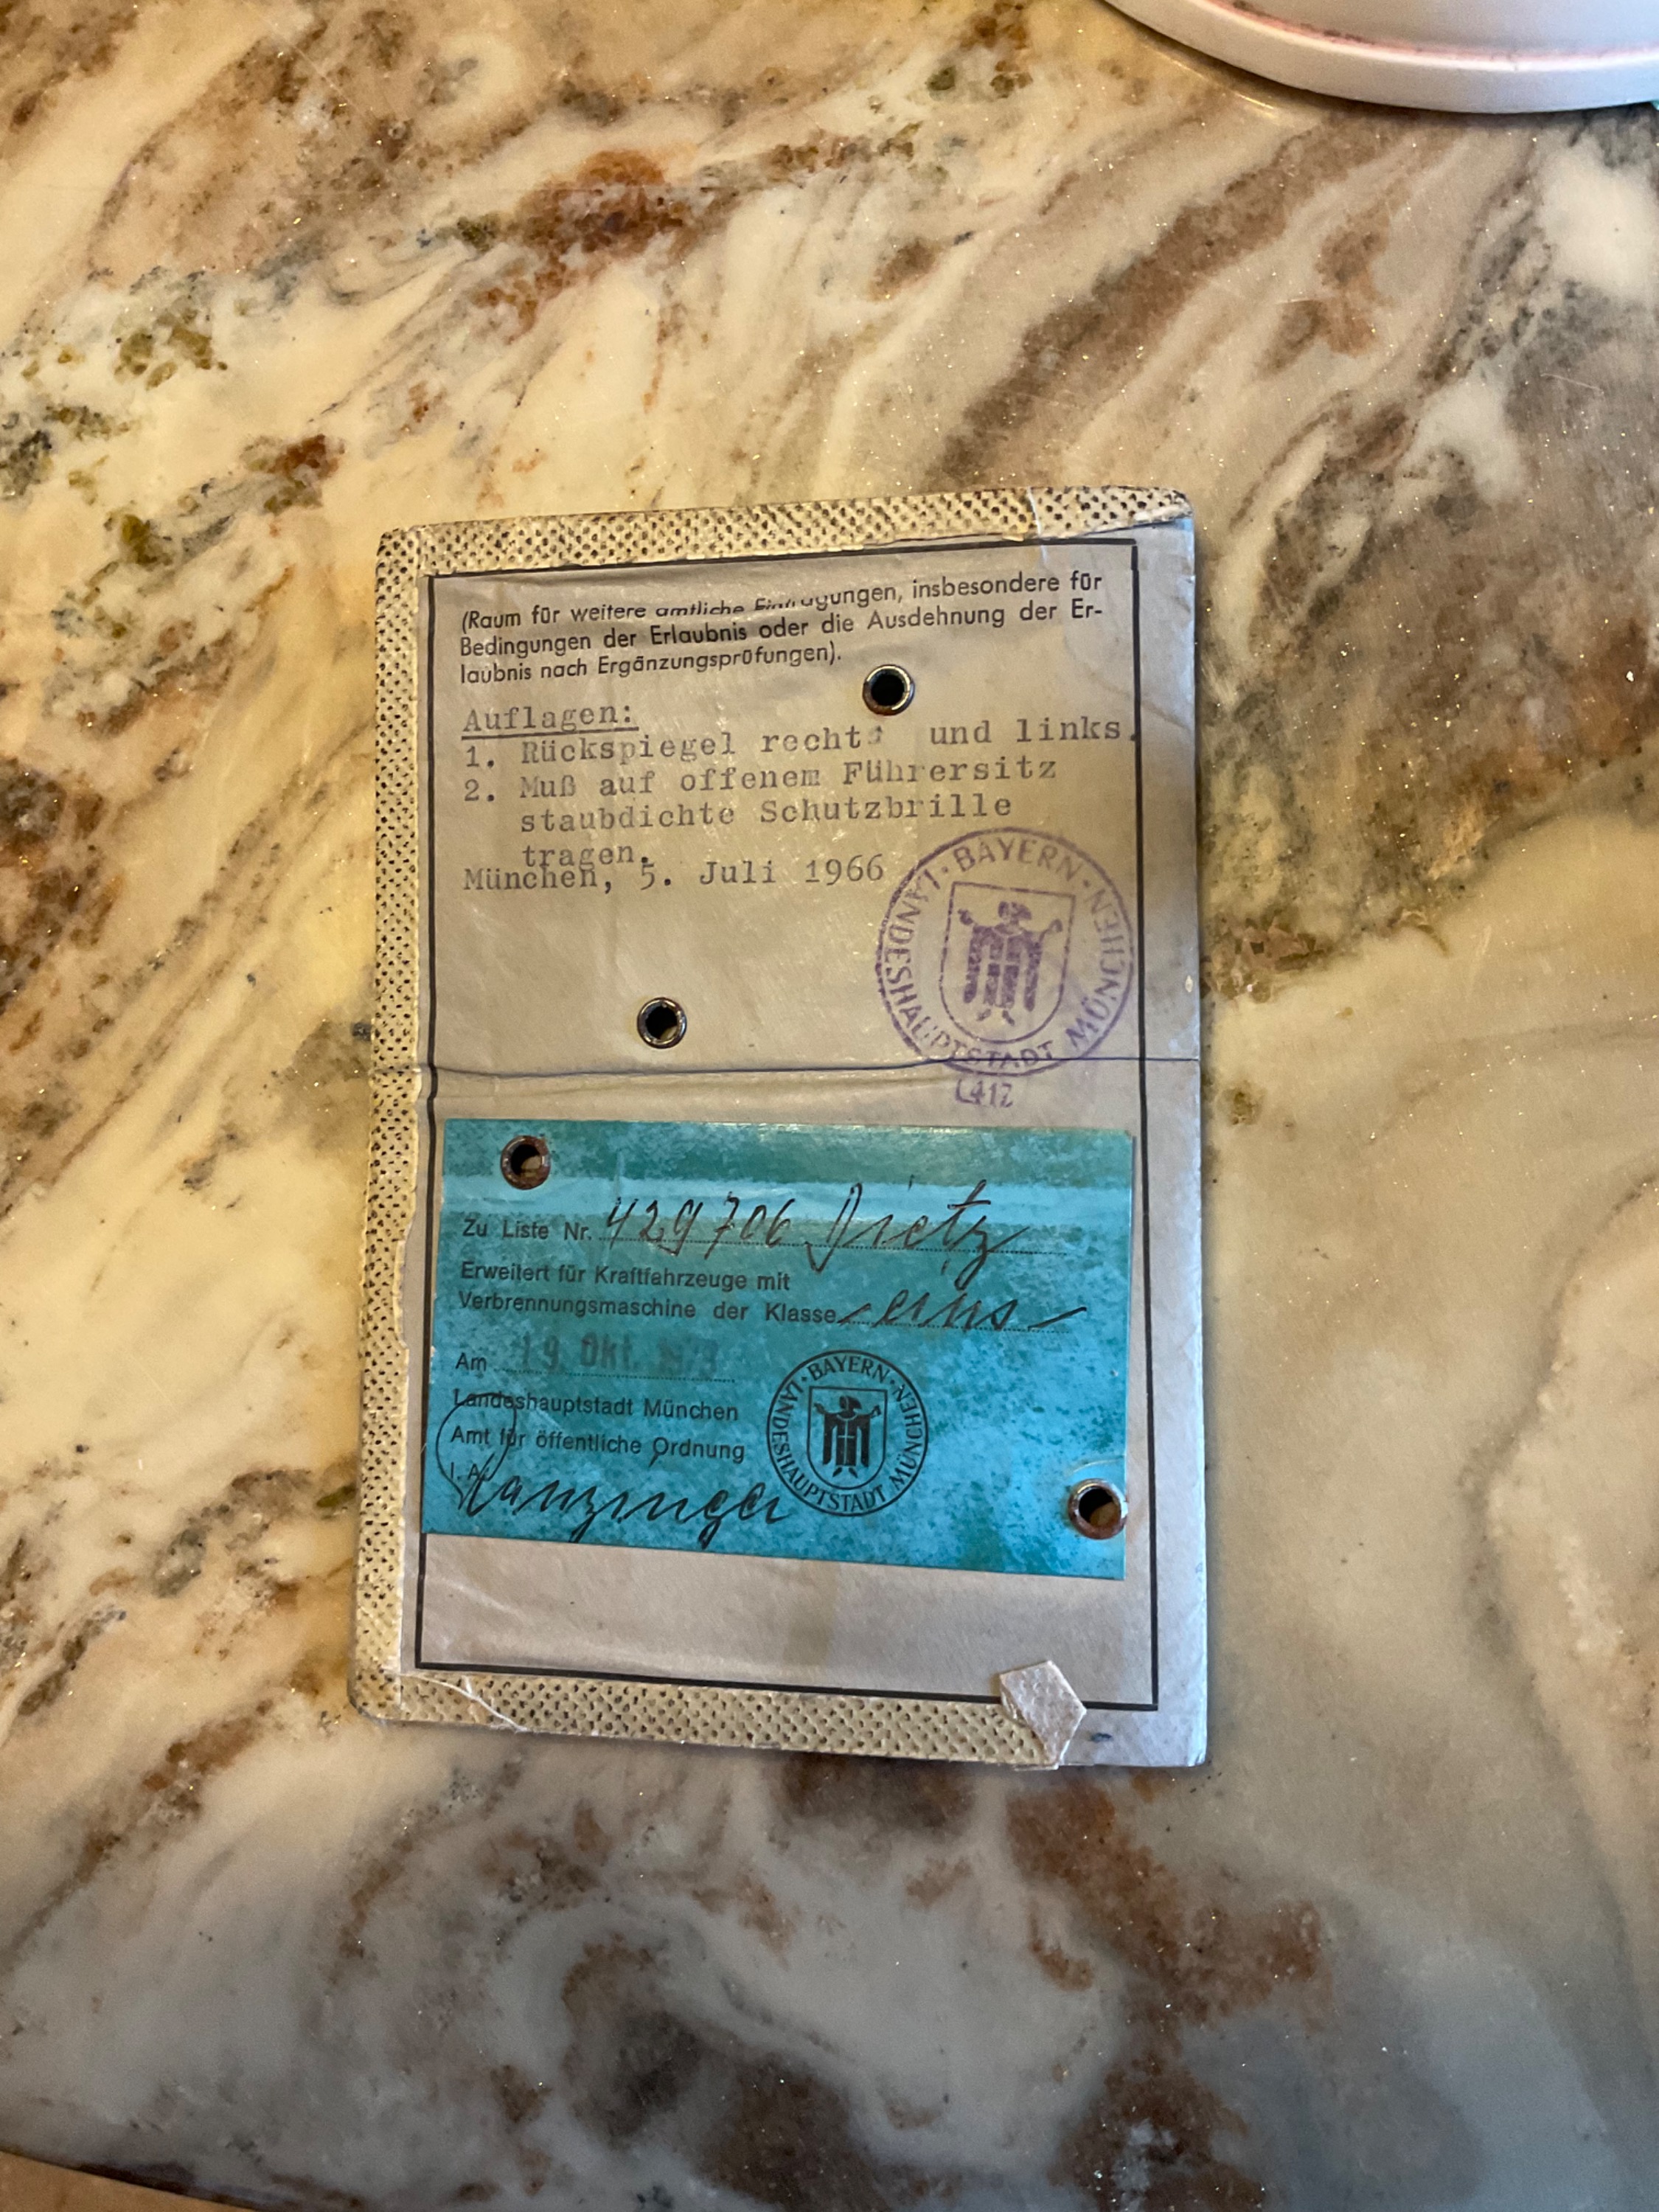 (Raum für weitere amtliche Eintragungen, insbesondere für
Bedingungen der Erlaubnis oder die Ausdehnung der Er-
laubnis nach Ergänzungsprüfungen).
Auflagen:
1. Rückspiegel rechts und links.
2. Muß auf offenem Führersitz
staubdichte Schutzbrille
tragen.
München, 5. Juli 1966
BAYERN · LANDESHAUPTSTADT MÜNCHEN
Zu Liste Nr. 429706 Dietz
Erweitert für Kraftfahrzeuge mit
Verbrennungsmaschine der Klasse - eins -
Am 19. Okt.
Landeshauptstadt München
Amt für öffentliche Ordnung
I. A.
BAYERN · LANDESHAUPTSTADT MÜNCHEN